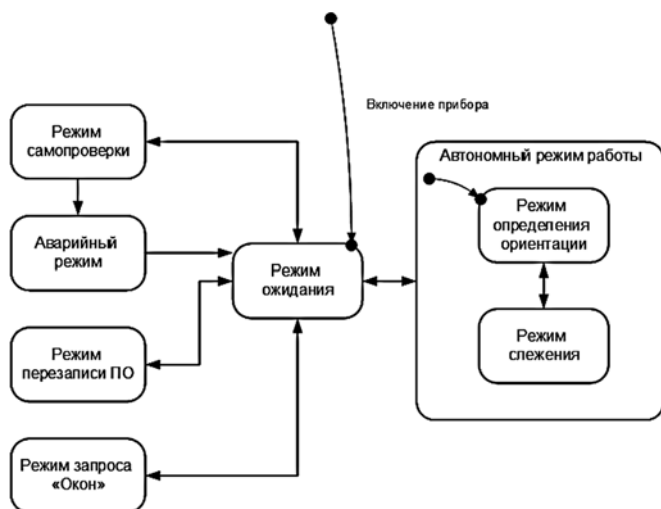 Включение прибора
Режим
самопроверки
Автономный режим работы
Аварийный
режим
Режим
определения
ориентации
Режим
ожидания
Режим
перезаписи ПО
Режим
слежения
Режим запроса
«Окон»